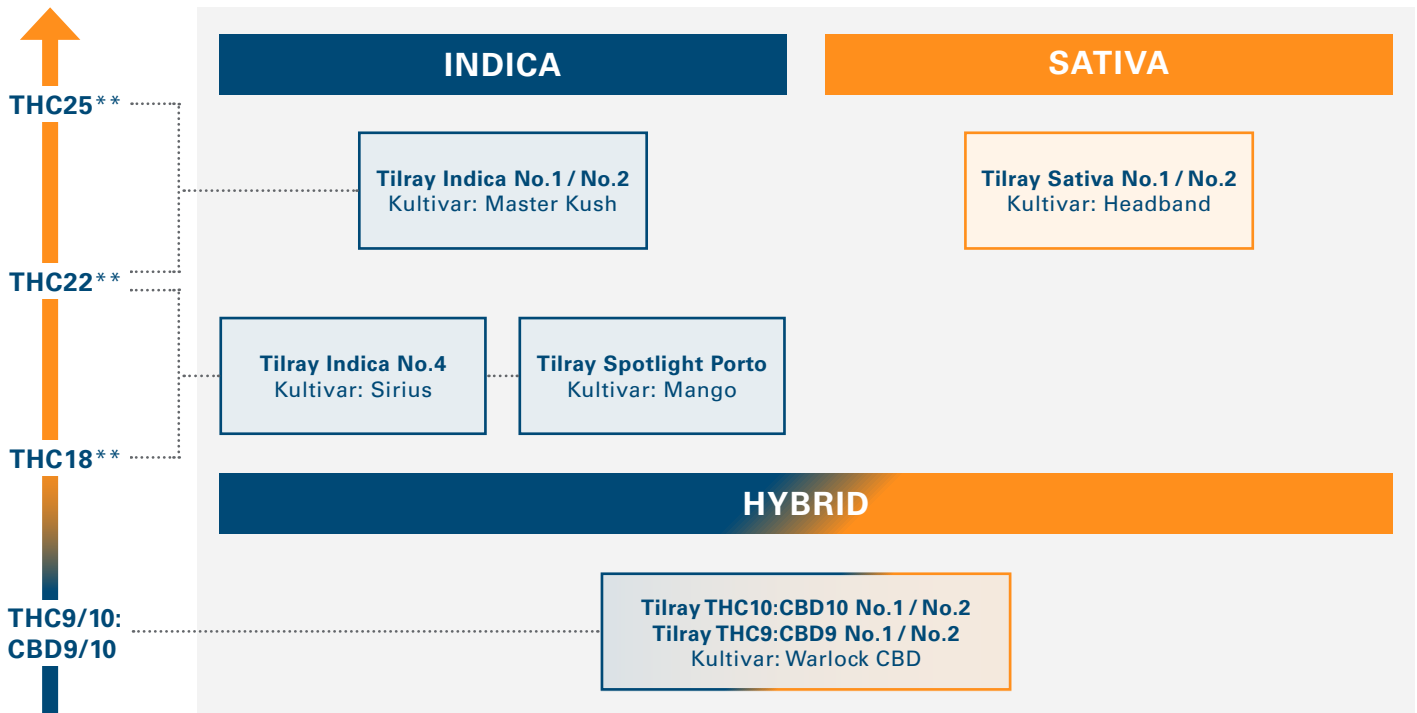 INDICA
SATIVA
THC25**
Tilray Indica No.1 / No.2
Kultivar: Master Kush
Tilray Sativa No.1 / No.2
Kultivar: Headband
THC22**
Tilray Indica No.4
Kultivar: Sirius
Tilray Spotlight Porto
Kultivar: Mango
THC18**
HYBRID
THC9/10:
CBD9/10
Tilray THC10:CBD10 No.1 / No.2
Tilray THC9:CBD9 No.1 / No.2
Kultivar: Warlock CBD